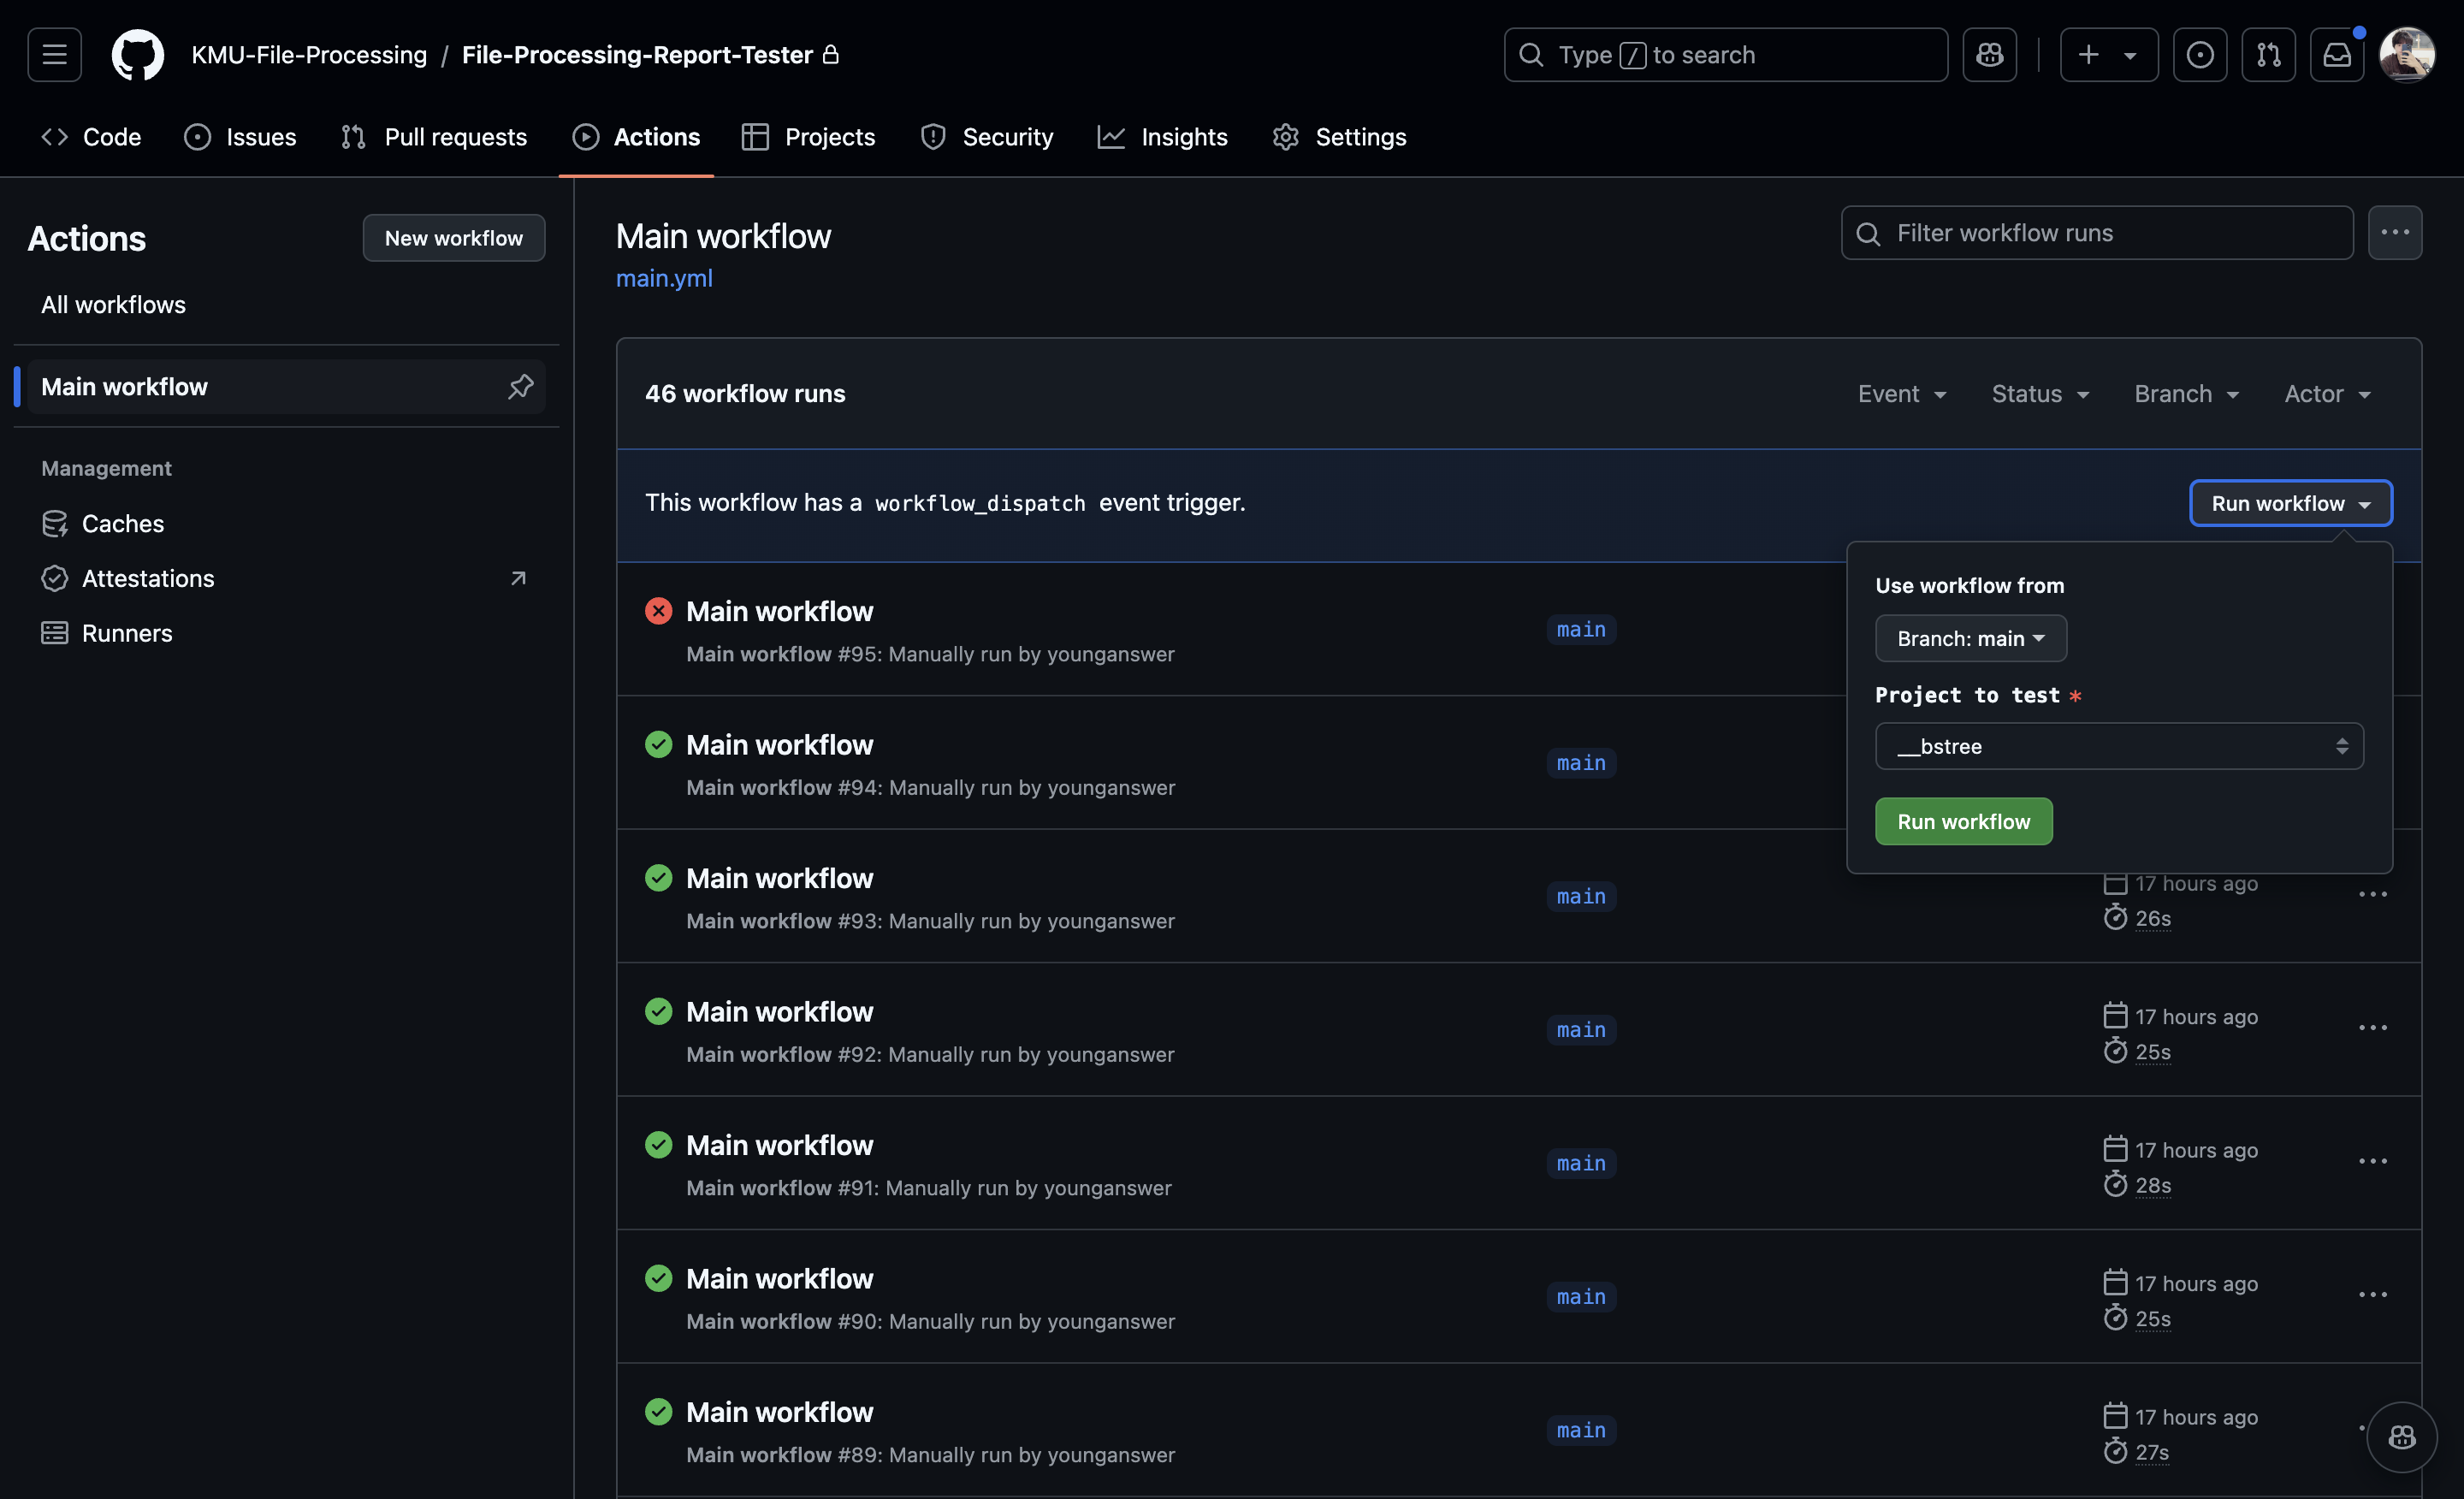 KMU-File-Processing / File-Processing-Report-Tester
Type / to search
Code
Issues
Pull requests
Actions
Projects
Security
Insights
Settings
Actions
New workflow
All workflows
Main workflow
Management
Caches
Attestations
Runners
Main workflow
main.yml
Filter workflow runs
46 workflow runs
Event
Status
Branch
Actor
This workflow has a workflow_dispatch event trigger.
Run workflow
Use workflow from
Branch: main
Project to test *
__bstree
Run workflow
Main workflow
Main workflow #95: Manually run by younganswer
main
Main workflow
Main workflow #94: Manually run by younganswer
main
Main workflow
Main workflow #93: Manually run by younganswer
main
17 hours ago
26s
Main workflow
Main workflow #92: Manually run by younganswer
main
17 hours ago
25s
Main workflow
Main workflow #91: Manually run by younganswer
main
17 hours ago
28s
Main workflow
Main workflow #90: Manually run by younganswer
main
17 hours ago
25s
Main workflow
Main workflow #89: Manually run by younganswer
main
17 hours ago
27s